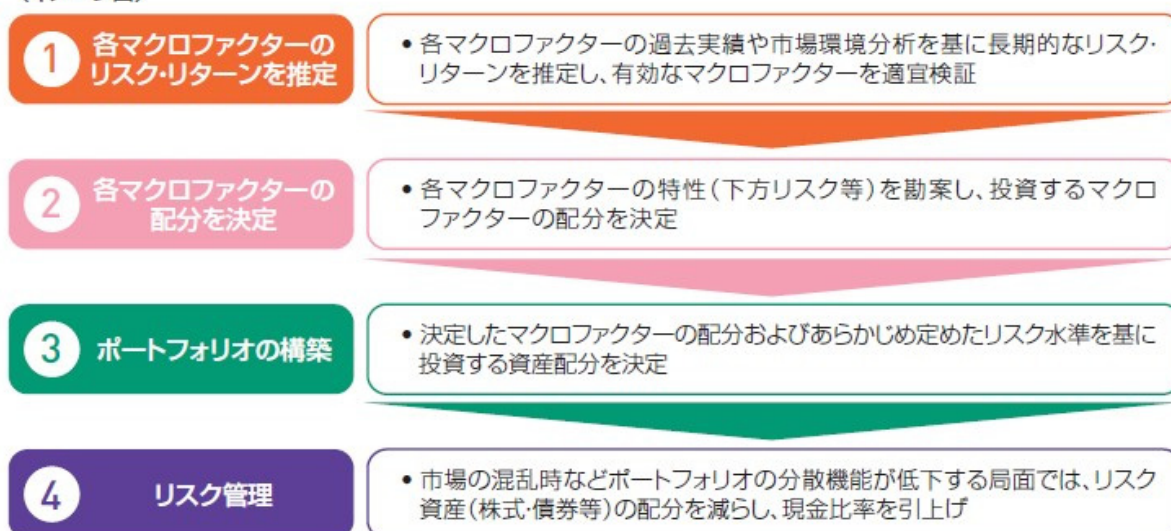 1
各マクロファクターの
リスク・リターンを推定
• 各マクロファクターの過去実績や市場環境分析を基に長期的なリスク・
リターンを推定し、有効なマクロファクターを適宜検証
2
各マクロファクターの
配分を決定
• 各マクロファクターの特性(下方リスク等)を勘案し、投資するマクロ
ファクターの配分を決定
3
ポートフォリオの構築
• 決定したマクロファクターの配分およびあらかじめ定めたリスク水準を基に
投資する資産配分を決定
4
リスク管理
• 市場の混乱時などポートフォリオの分散機能が低下する局面では、リスク
資産(株式・債券等)の配分を減らし、現金比率を引上げ